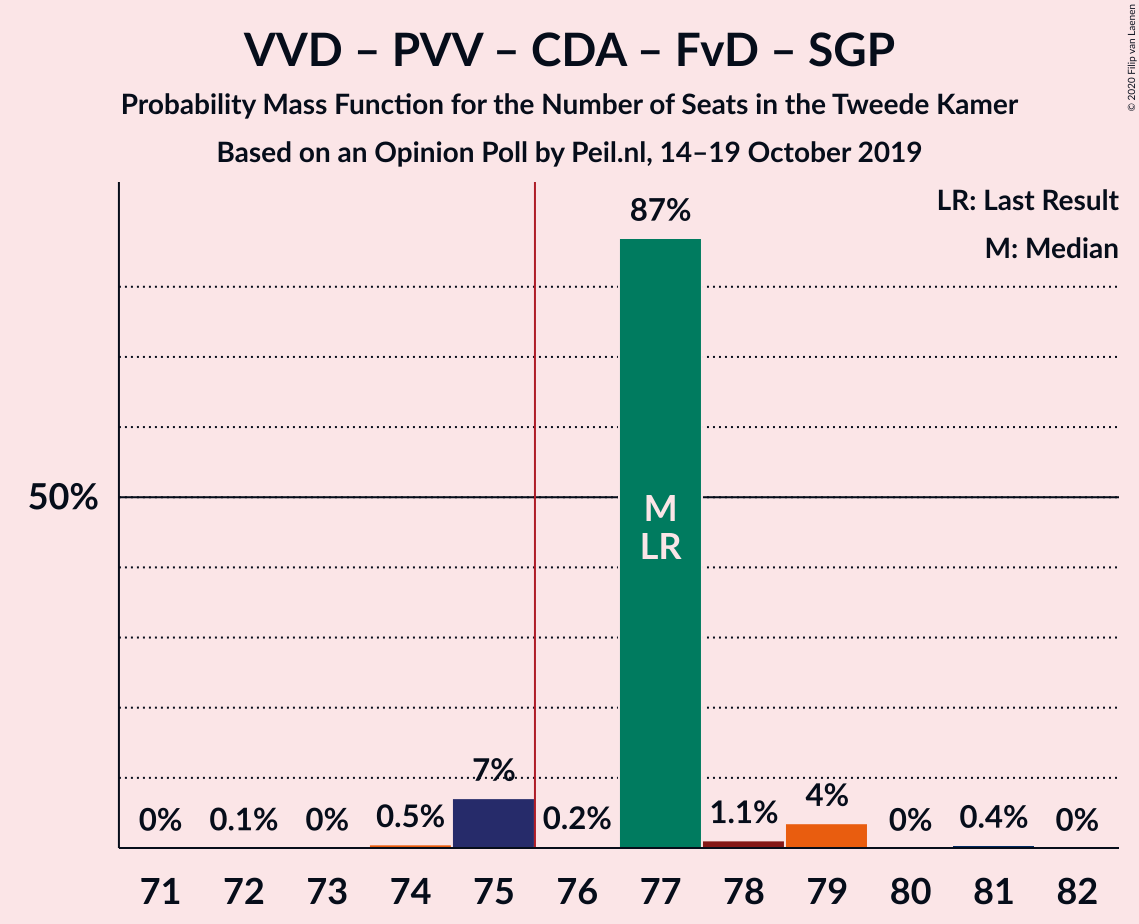 VVD – PVV – CDA – FvD – SGP
Probability Mass Function for the Number of Seats in the Tweede Kamer
Based on an Opinion Poll by Peil.nl, 14–19 October 2019
© 2020 Filip van Laenen
LR: Last Result
M: Median
50%
0%
0.1%
0%
0.5%
7%
0.2%
87%
1.1%
4%
0%
0.4%
0%
M
LR
71 72 73 74 75 76 77 78 79 80 81 82